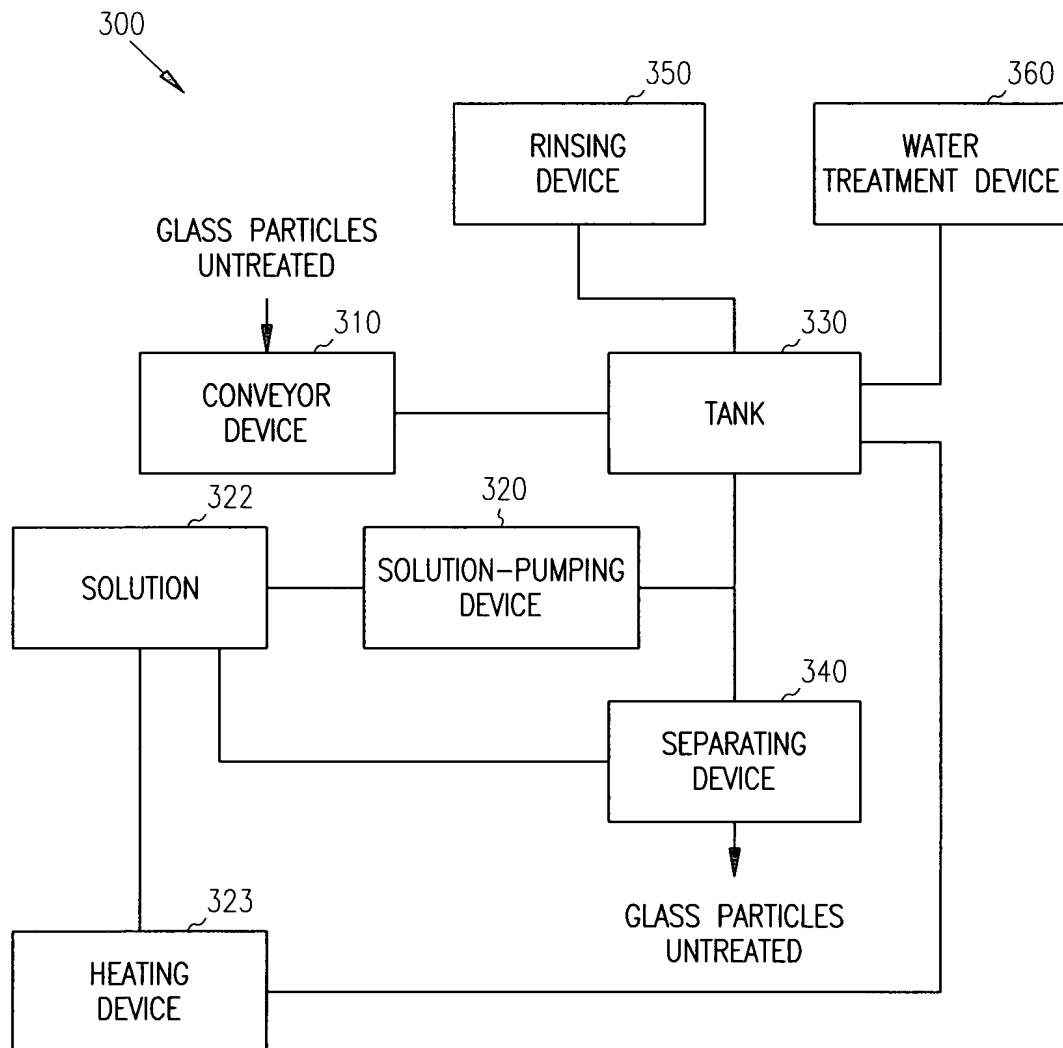 300
350
RINSING
DEVICE
360
WATER
TREATMENT DEVICE
GLASS PARTICLES
UNTREATED
310
CONVEYOR
DEVICE
330
TANK
322
SOLUTION
320
SOLUTION-PUMPING
DEVICE
340
SEPARATING
DEVICE
GLASS PARTICLES
UNTREATED
323
HEATING
DEVICE